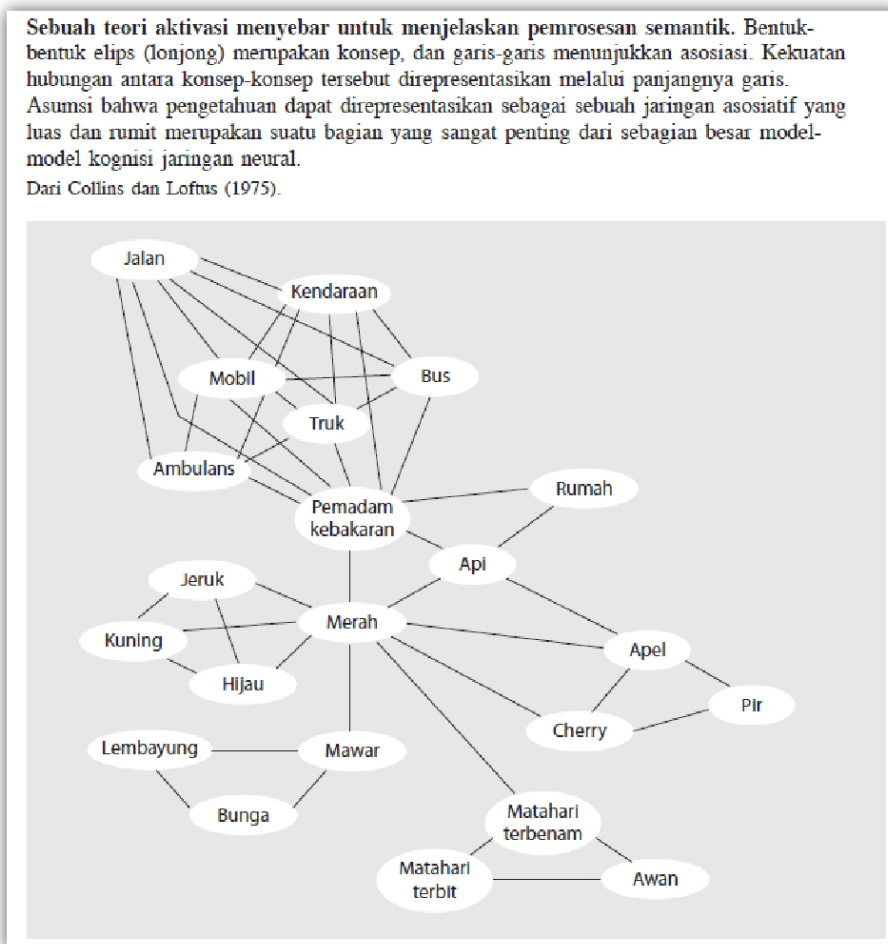 Sebuah teori aktivasi menyebar untuk menjelaskan pemrosesan semantik. Bentuk-
bentuk elips (lonjong) merupakan konsep, dan garis-garis menunjukkan asosiasi. Kekuatan
hubungan antara konsep-konsep tersebut direpresentasikan melalui panjangnya garis.
Asumsi bahwa pengetahuan dapat direpresentasikan sebagai sebuah jaringan asosiatif yang
luas dan rumit merupakan suatu bagian yang sangat penting dari sebagian besar model-
model kognisi jaringan neural.
Dari Collins dan Loftus (1975).
Jalan
Kendaraan
Mobil
Bus
Truk
Ambulans
Pemadam
kebakaran
Rumah
Api
Jeruk
Merah
Kuning
Apel
Hijau
Pir
Cherry
Lembayung
Mawar
Bunga
Matahari
terbenam
Matahari
terbit
Awan